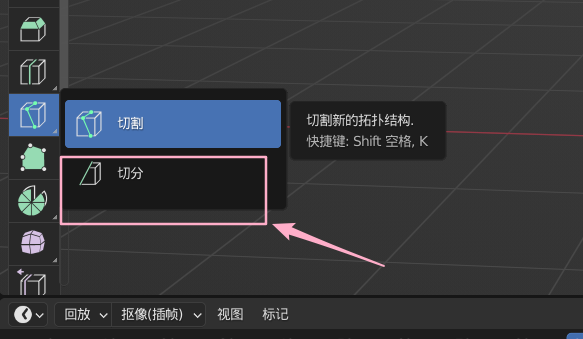 切割
切割新的拓扑结构.
快捷键: Shift 空格, K
切分
回放
抠像(插帧)
视图
标记